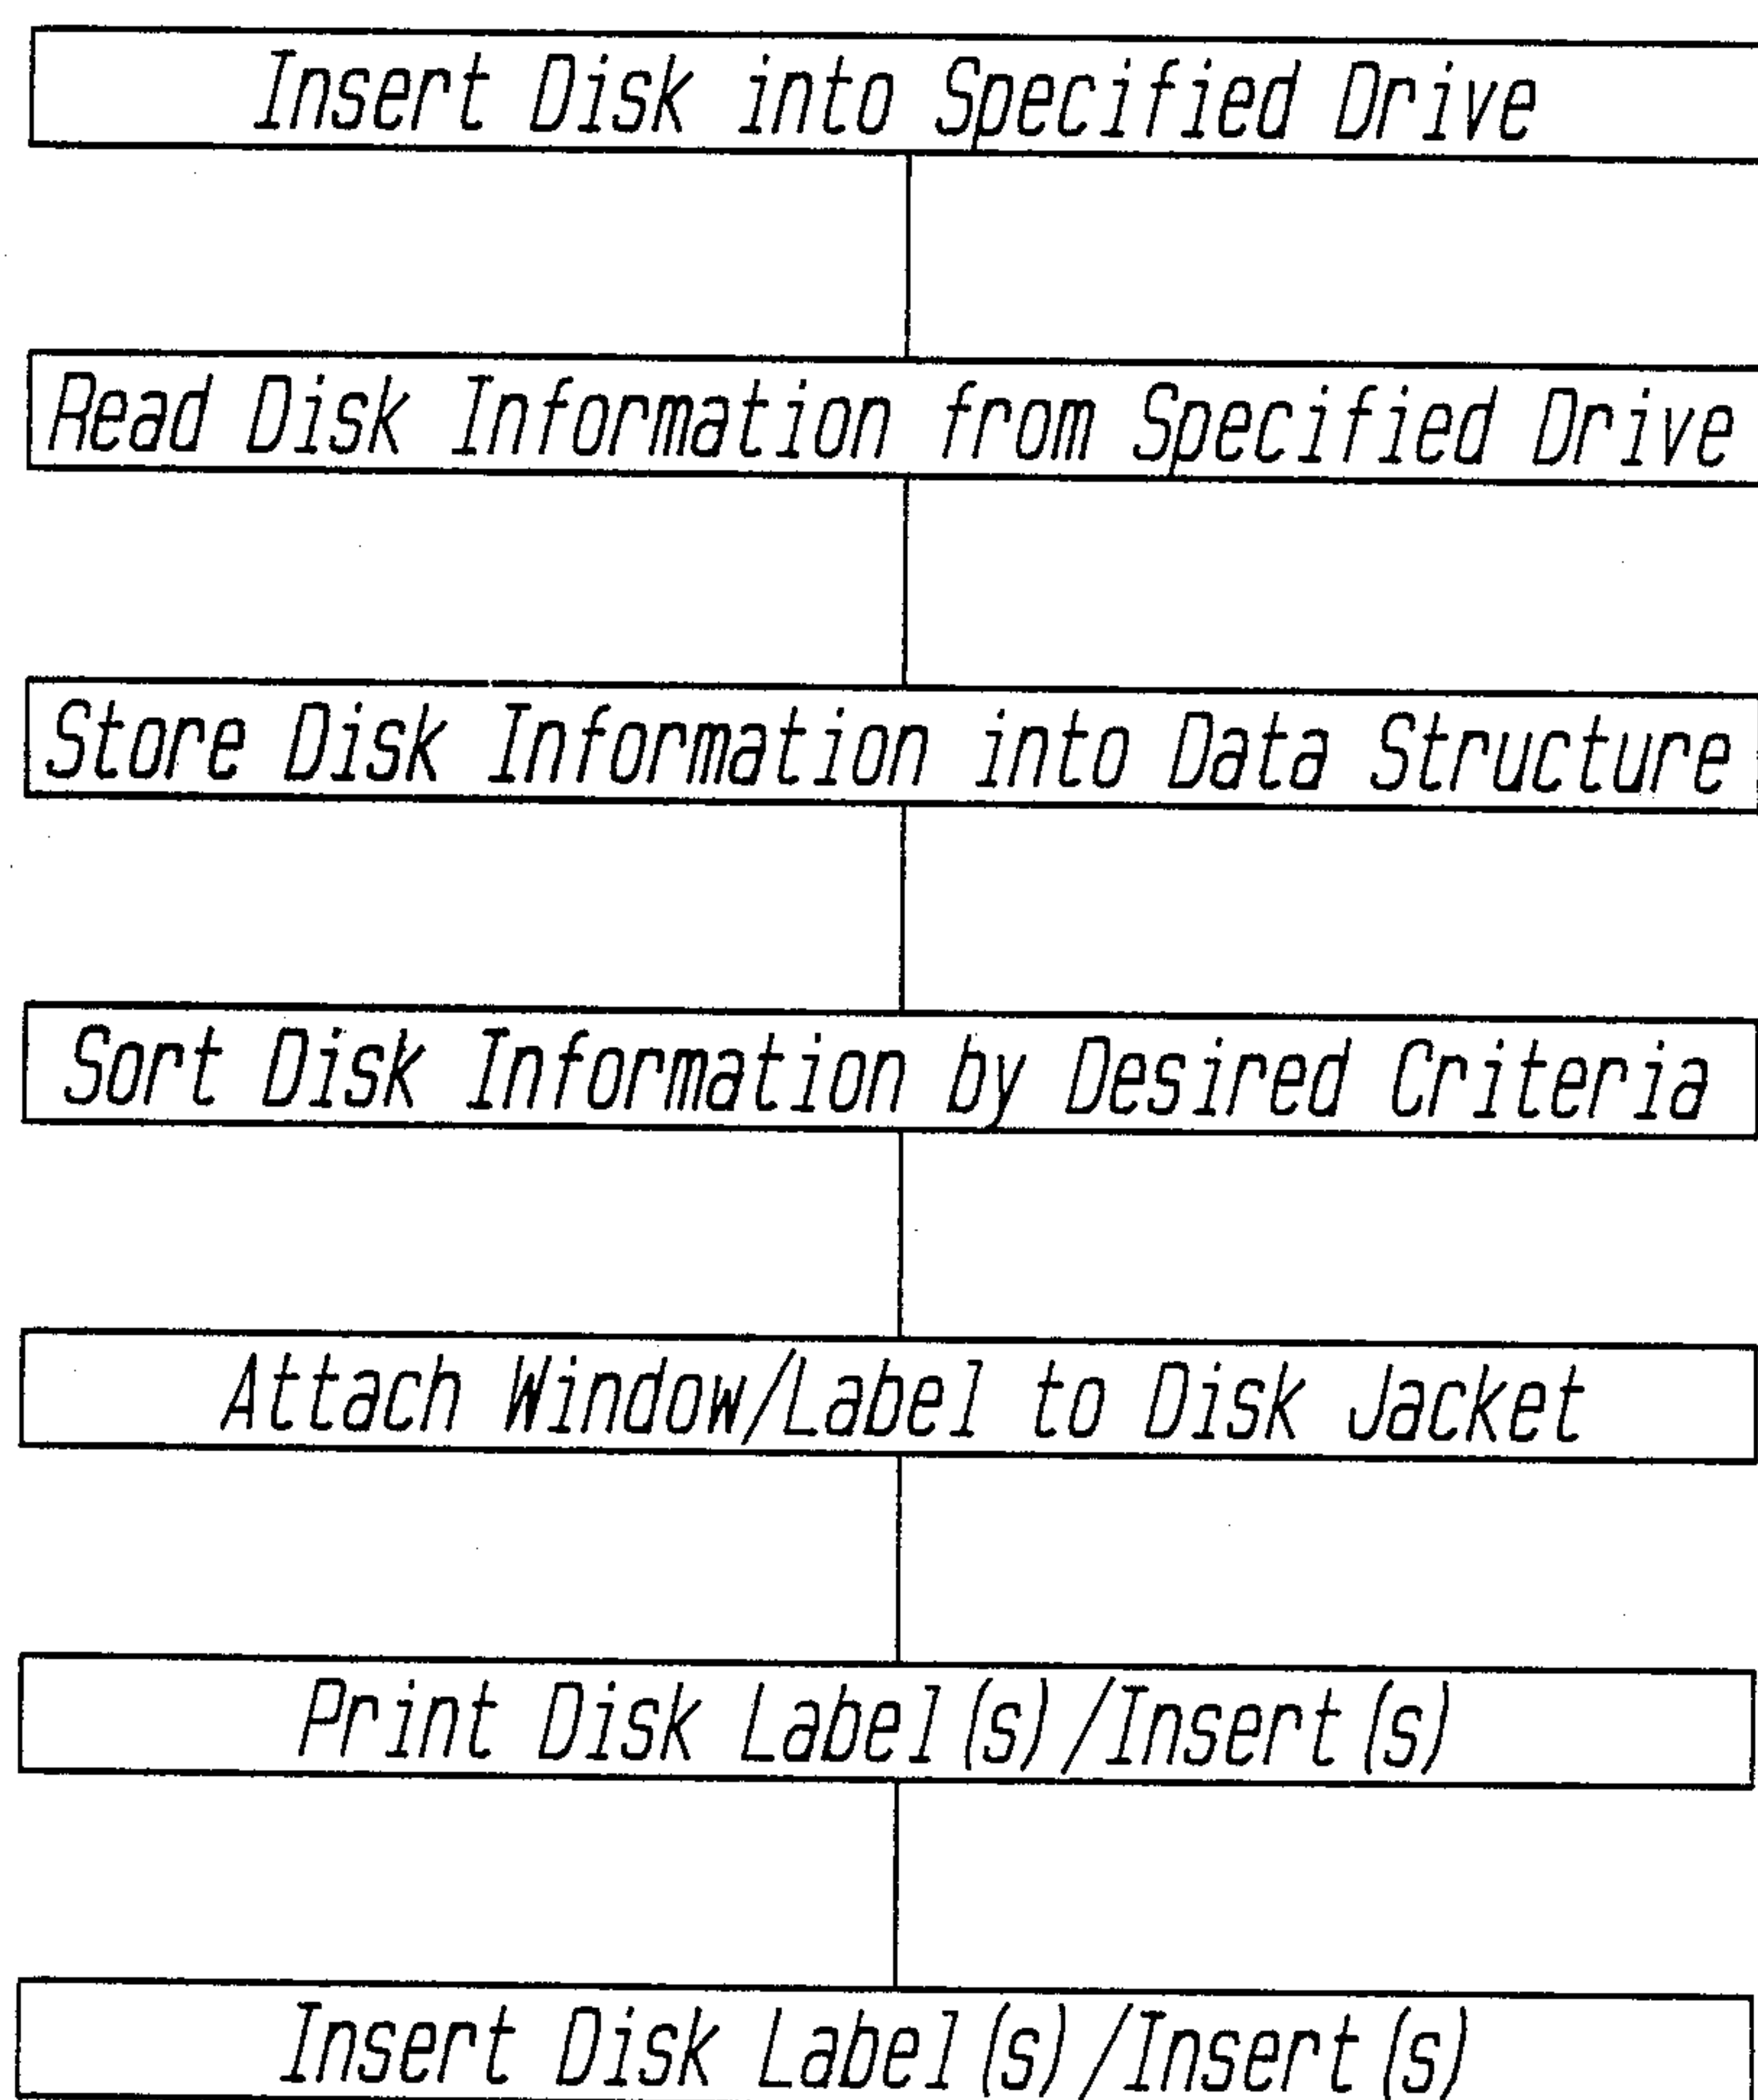 Insert Disk into Specified Drive
Read Disk Information from Specified Drive
Store Disk Information into Data Structure
Sort Disk Information by Desired Criteria
Attach Window/Label to Disk Jacket
Print Disk Label(s)/Insert(s)
Insert Disk Label(s)/Insert(s)